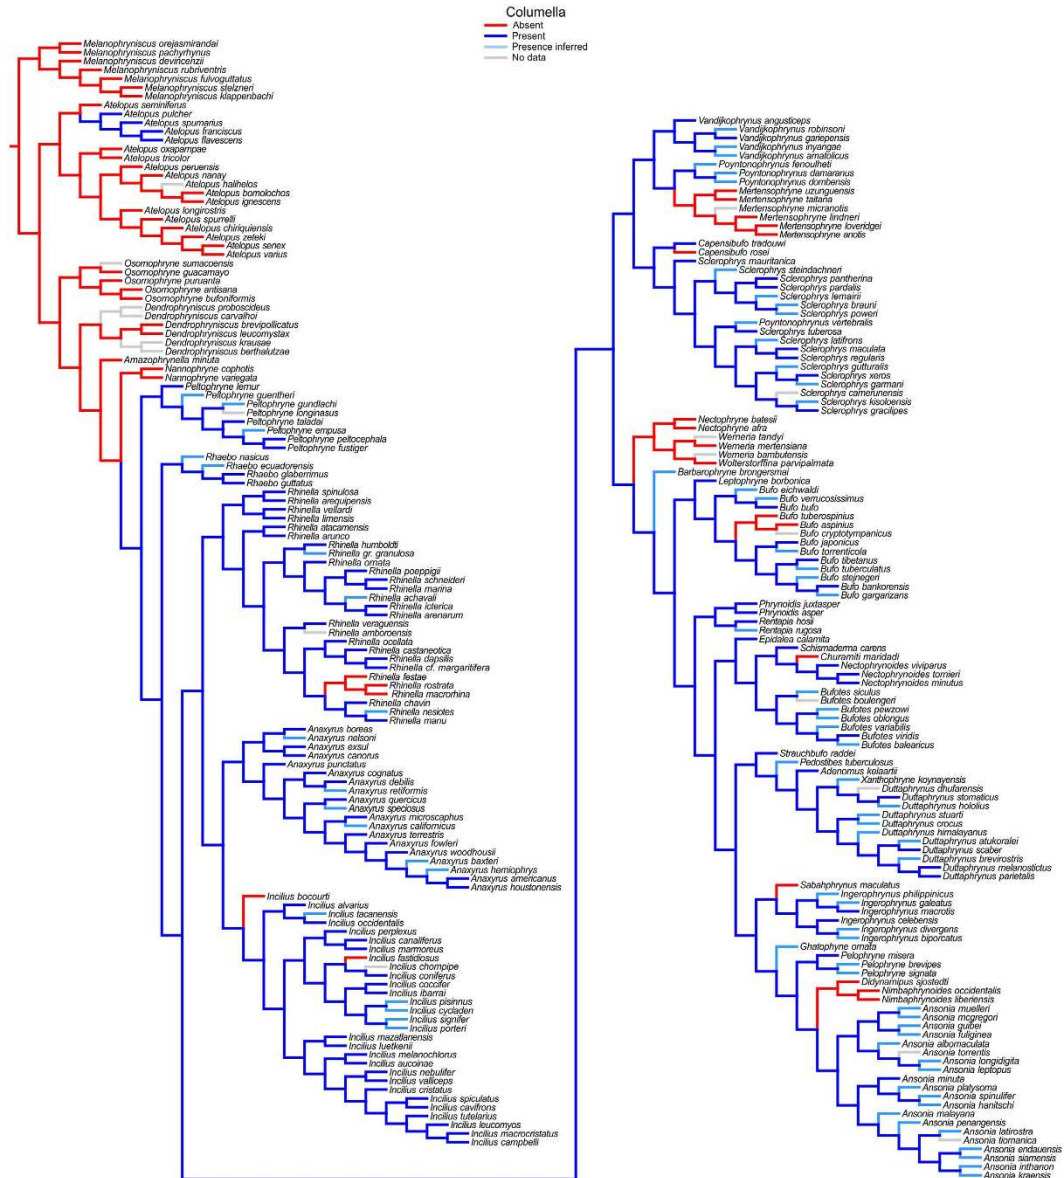 Columella
Absent
Present
Presence inferred
No data
Melanophryniscus orejasmirandai
Melanophryniscus pachyrhynus
Melanophryniscus devincenzii
Melanophryniscus rubriventris
Melanophryniscus fulvoguttatus
Melanophryniscus stelzneri
Melanophryniscus klappenbachi
Atelopus seminiferus
Atelopus pulcher
Atelopus spumarius
Atelopus franciscus
Atelopus flavescens
Atelopus oxapampae
Atelopus tricolor
Atelopus peruensis
Atelopus nanay
Atelopus halihelos
Atelopus bomolochos
Atelopus ignescens
Atelopus longirostris
Atelopus spurrelli
Atelopus chiriquiensis
Atelopus zeteki
Atelopus senex
Atelopus varius
Osornophryne sumacoensis
Osornophryne guacamayo
Osornophryne puruanta
Osornophryne antisana
Osornophryne bufoniformis
Dendrophryniscus proboscideus
Dendrophryniscus carvalhoi
Dendrophryniscus brevipollicatus
Dendrophryniscus leucomystax
Dendrophryniscus krausae
Dendrophryniscus berthalutzae
Amazophrynella minuta
Nannophryne cophotis
Nannophryne variegata
Peltophryne lemur
Peltophryne guentheri
Peltophryne gundlachi
Peltophryne longinasus
Peltophryne taladai
Peltophryne empusa
Peltophryne peltocephala
Peltophryne fustiger
Rhaebo nasicus
Rhaebo ecuadorensis
Rhaebo glaberrimus
Rhaebo guttatus
Rhinella spinulosa
Rhinella arequipensis
Rhinella vellardi
Rhinella limensis
Rhinella atacamensis
Rhinella arunco
Rhinella humboldti
Rhinella gr. granulosa
Rhinella ornata
Rhinella poeppigii
Rhinella schneideri
Rhinella marina
Rhinella achavali
Rhinella icterica
Rhinella arenarum
Rhinella veraguensis
Rhinella amboroensis
Rhinella ocellata
Rhinella castaneotica
Rhinella dapsilis
Rhinella cf. margaritifera
Rhinella festae
Rhinella rostrata
Rhinella macrorhina
Rhinella chavin
Rhinella nesiotes
Rhinella manu
Anaxyrus boreas
Anaxyrus nelsoni
Anaxyrus exsul
Anaxyrus canorus
Anaxyrus punctatus
Anaxyrus cognatus
Anaxyrus debilis
Anaxyrus retiformis
Anaxyrus quercicus
Anaxyrus speciosus
Anaxyrus microscaphus
Anaxyrus californicus
Anaxyrus terrestris
Anaxyrus fowleri
Anaxyrus woodhousii
Anaxyrus baxteri
Anaxyrus hemiophrys
Anaxyrus americanus
Anaxyrus houstonensis
Incilius bocourti
Incilius alvarius
Incilius tacanensis
Incilius occidentalis
Incilius perplexus
Incilius canaliferus
Incilius marmoreus
Incilius fastidiosus
Incilius chompipe
Incilius coniferus
Incilius coccifer
Incilius ibarrai
Incilius pisinnus
Incilius cycladen
Incilius signifer
Incilius porteri
Incilius mazatlanensis
Incilius luetkenii
Incilius melanochlorus
Incilius aucoinae
Incilius nebulifer
Incilius valliceps
Incilius cristatus
Incilius spiculatus
Incilius cavifrons
Incilius tutelarius
Incilius leucomyos
Incilius macrocristatus
Incilius campbelli
Vandijkophrynus angusticeps
Vandijkophrynus robinsoni
Vandijkophrynus gariepensis
Vandijkophrynus inyangae
Vandijkophrynus amatolicus
Poyntonophrynus fenoulheti
Poyntonophrynus damaranus
Poyntonophrynus dombensis
Mertensophryne uzunguensis
Mertensophryne taitana
Mertensophryne micranotis
Mertensophryne lindneri
Mertensophryne loveridgei
Mertensophryne anotis
Capensibufo tradouwi
Capensibufo rosei
Sclerophrys mauritanica
Sclerophrys steindachneri
Sclerophrys pantherina
Sclerophrys pardalis
Sclerophrys lemairii
Sclerophrys brauni
Sclerophrys poweri
Poyntonophrynus vertebralis
Sclerophrys tuberosa
Sclerophrys latifrons
Sclerophrys maculata
Sclerophrys regularis
Sclerophrys gutturalis
Sclerophrys xeros
Sclerophrys garmani
Sclerophrys camerunensis
Sclerophrys kisoloensis
Sclerophrys gracilipes
Nectophryne batesii
Nectophryne afra
Werneria tandyi
Werneria mertensiana
Werneria bambutensis
Wolterstorffina parvipalmata
Barbarophryne brongersmai
Leptophryne borbonica
Bufo eichwaldi
Bufo verrucosissimus
Bufo bufo
Bufo tuberospinius
Bufo aspinius
Bufo cryptotympanicus
Bufo japonicus
Bufo torrenticola
Bufo tibetanus
Bufo tuberculatus
Bufo stejnegeri
Bufo bankorensis
Bufo gargarizans
Phrynoidis juxtasper
Phrynoidis asper
Rentapia hosii
Rentapia rugosa
Epidalea calamita
Schismaderma carens
Churamiti maridadi
Nectophrynoides viviparus
Nectophrynoides tornieri
Nectophrynoides minutus
Bufotes siculus
Bufotes boulengeri
Bufotes pewzowi
Bufotes oblongus
Bufotes variabilis
Bufotes viridis
Bufotes balearicus
Strauchbufo raddei
Pedostibes tuberculosus
Adenomus kelaartii
Xanthophryne koynayensis
Duttaphrynus dhufarensis
Duttaphrynus stomaticus
Duttaphrynus hololius
Duttaphrynus stuarti
Duttaphrynus crocus
Duttaphrynus himalayanus
Duttaphrynus atukoralei
Duttaphrynus scaber
Duttaphrynus brevirostris
Duttaphrynus melanostictus
Duttaphrynus parietalis
Sabahphrynus maculatus
Ingerophrynus philippinicus
Ingerophrynus galeatus
Ingerophrynus macrotis
Ingerophrynus celebensis
Ingerophrynus divergens
Ingerophrynus biporcatus
Ghatophyne ornata
Pelophryne misera
Pelophryne brevipes
Pelophryne signata
Didynamipus sjostedti
Nimbaphrynoides occidentalis
Nimbaphrynoides liberiensis
Ansonia muelleri
Ansonia mcgregori
Ansonia guibei
Ansonia fuliginea
Ansonia albomaculata
Ansonia torrentis
Ansonia longidigita
Ansonia leptopus
Ansonia minuta
Ansonia platysoma
Ansonia spinulifer
Ansonia hanitschi
Ansonia malayana
Ansonia penangensis
Ansonia latirostra
Ansonia tiomanica
Ansonia endauensis
Ansonia siamensis
Ansonia inthanon
Ansonia kraensis